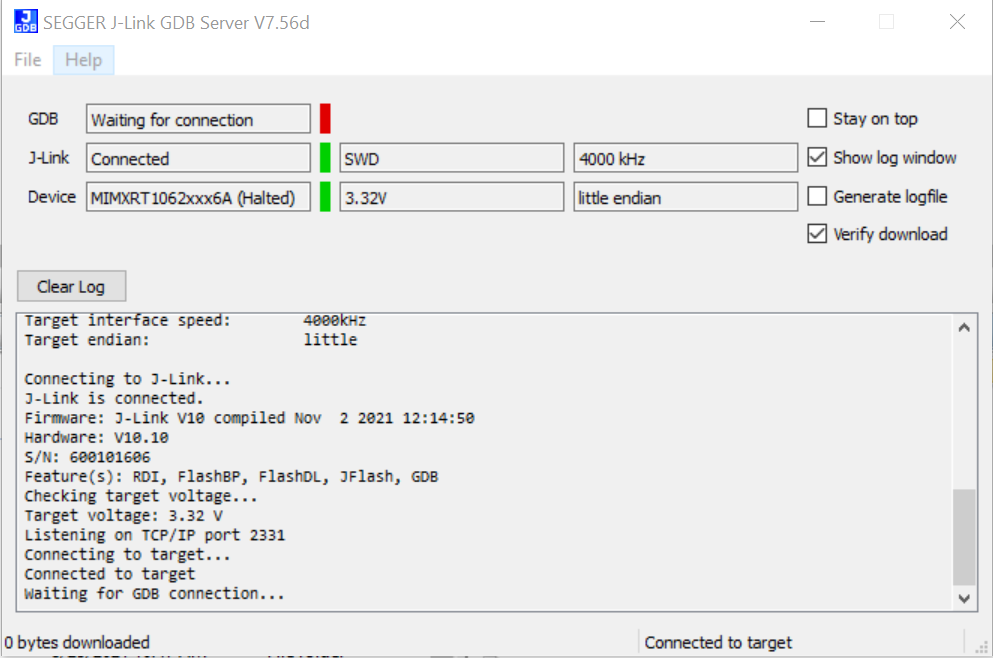 J
GDB
SEGGER J-Link GDB Server V7.56d
File Help
GDB Waiting for connection Stay on top
J-Link Connected SWD 4000 kHz Show log window
Device MIMXRT1062xxx6A (Halted) 3.32V little endian Generate logfile
Verify download
Clear Log
Target interface speed: 4000kHz
Target endian: little
Connecting to J-Link...
J-Link is connected.
Firmware: J-Link V10 compiled Nov  2 2021 12:14:50
Hardware: V10.10
S/N: 600101606
Feature(s): RDI, FlashBP, FlashDL, JFlash, GDB
Checking target voltage...
Target voltage: 3.32 V
Listening on TCP/IP port 2331
Connecting to target...
Connected to target
Waiting for GDB connection...
0 bytes downloaded Connected to target